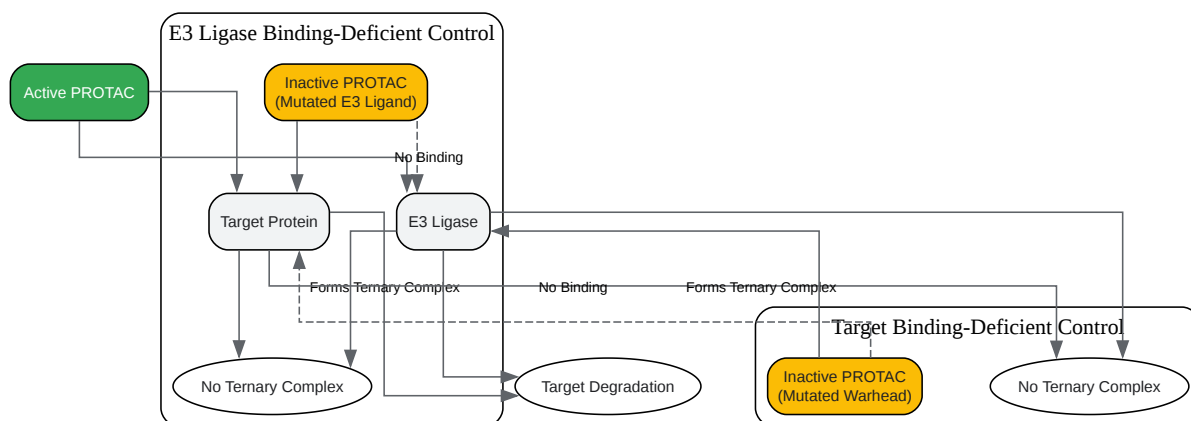 E3 Ligase Binding-Deficient Control
Active PROTAC
Inactive PROTAC
(Mutated E3 Ligand)
No Binding
Target Protein
E3 Ligase
Forms Ternary Complex
No Binding
Forms Ternary Complex
Target Binding-Deficient Control
No Ternary Complex
Target Degradation
Inactive PROTAC
(Mutated Warhead)
No Ternary Complex